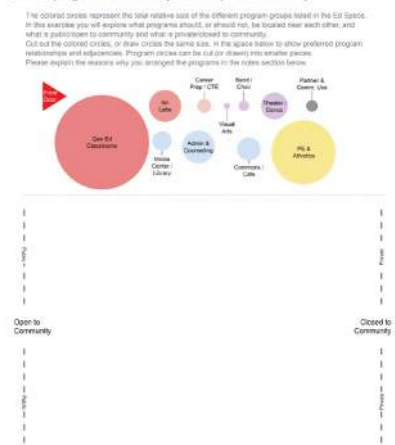 The colored circles represent the total relative size of the different program groups listed in the Ed Specs.
In this exercise you will explore what programs should, or should not, be located near each other, and
what is public/open to community and what is private/closed to community.
Cut out the colored circles, or draw circles the same size, in the space below to show preferred program
relationships and adjacencies. Program circles can be cut (or drawn) into smaller pieces.
Please explain the reasons why you arranged the programs in the notes section below.
Front
Door
Gen Ed
Classrooms
Sci
Labs
Career
Prep / CTE
Band /
Choir
Partner &
Comm. Use
Theater /
Dance
Visual
Arts
Media
Center /
Library
Admin &
Counseling
Commons /
Cafe
PE &
Athletics
Public
Private
Open to
Community
Closed to
Community
Public
Private